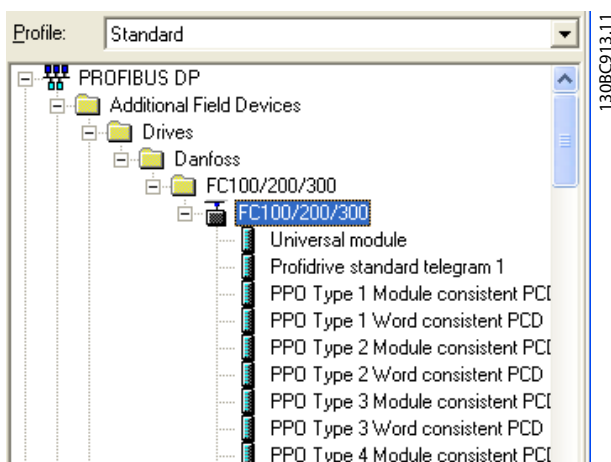 Profile: Standard
PROFIBUS DP
Additional Field Devices
Drives
Danfoss
FC100/200/300
FC100/200/300
Universal module
Profidrive standard telegram 1
PPO Type 1 Module consistent PCD
PPO Type 1 Word consistent PCD
PPO Type 2 Module consistent PCD
PPO Type 2 Word consistent PCD
PPO Type 3 Module consistent PCD
PPO Type 3 Word consistent PCD
PPO Type 4 Module consistent PCD
130BC913.11